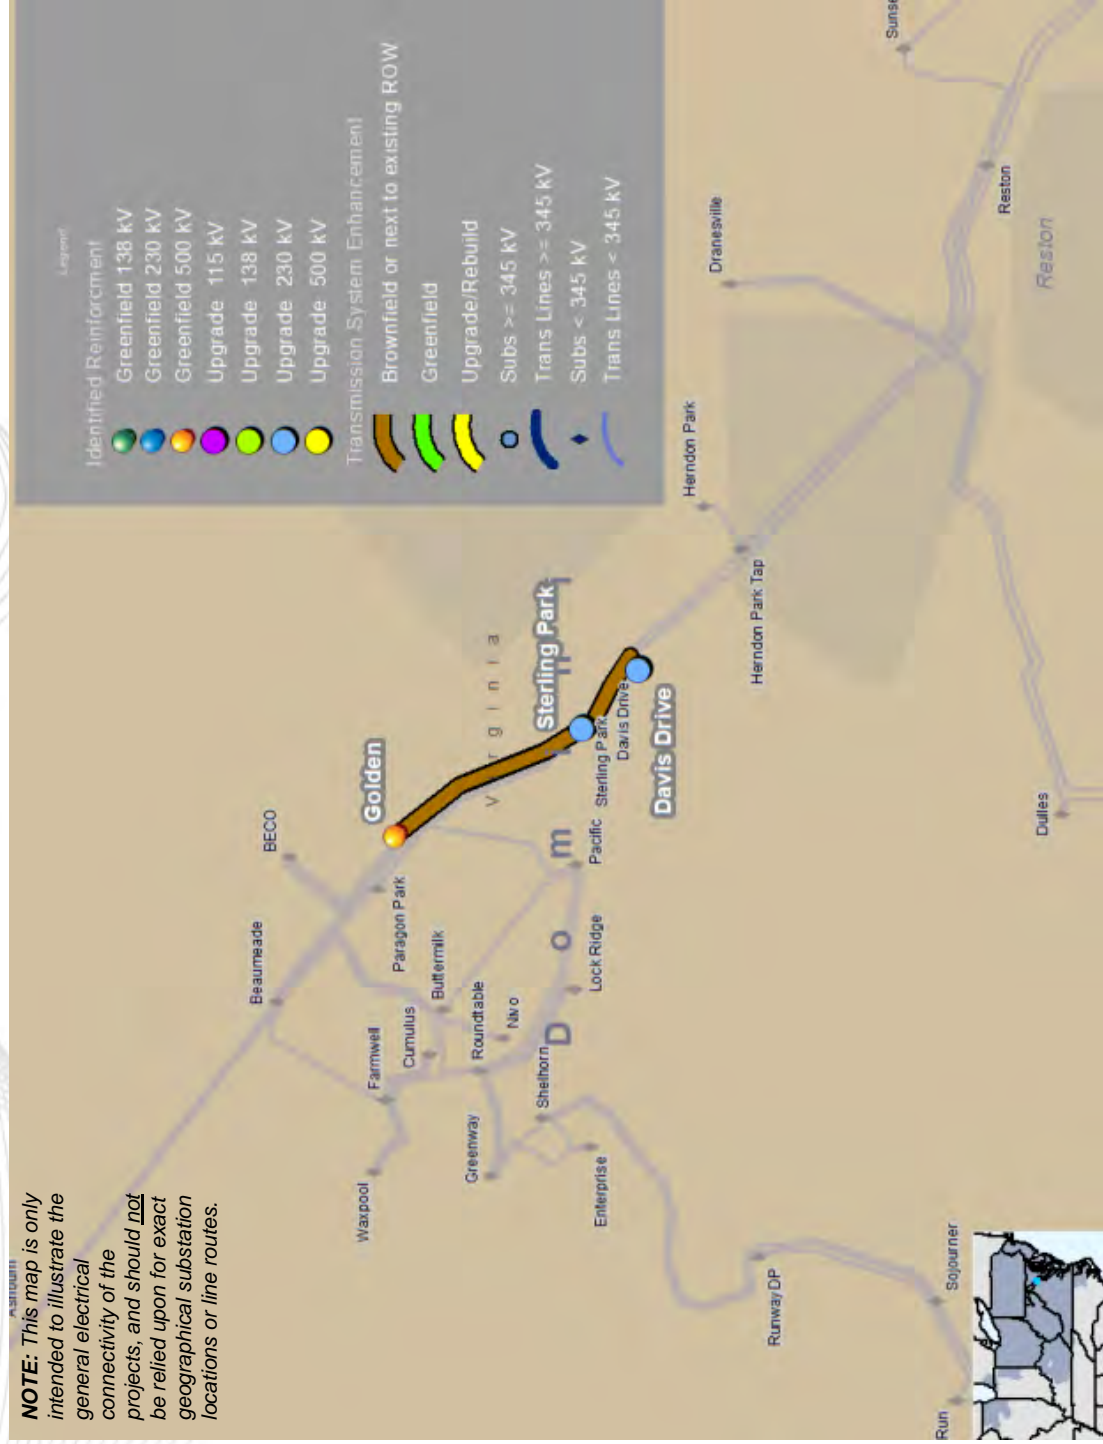 Ashburn
NOTE: This map is only
intended to illustrate the
general electrical
connectivity of the
projects, and should not
be relied upon for exact
geographical substation
locations or line routes.
Legend
Identified Reinforcment
Greenfield 138 kV
Greenfield 230 kV
Greenfield 500 kV
Upgrade 115 kV
Upgrade 138 kV
Upgrade 230 kV
Upgrade 500 kV
Transmission System Enhancement
Brownfield or next to existing ROW
Greenfield
Upgrade/Rebuild
Subs >= 345 kV
Trans Lines >= 345 kV
Subs < 345 kV
Trans Lines < 345 kV
Beaumeade
BECO
Golden
Paragon Park
Waxpool
Farmwell
Cumulus
Buttermilk
Greenway
Roundtable
Nivo
Shelhorn
Enterprise
Lock Ridge
Pacific
Virginia
Dom
Sterling Park
Sterling Park
Davis Drive
Davis Drive
Herndon Park
Herndon Park Tap
Dranesville
Sunse
Reston
Reston
Dulles
Runway DP
Sojourner
Run